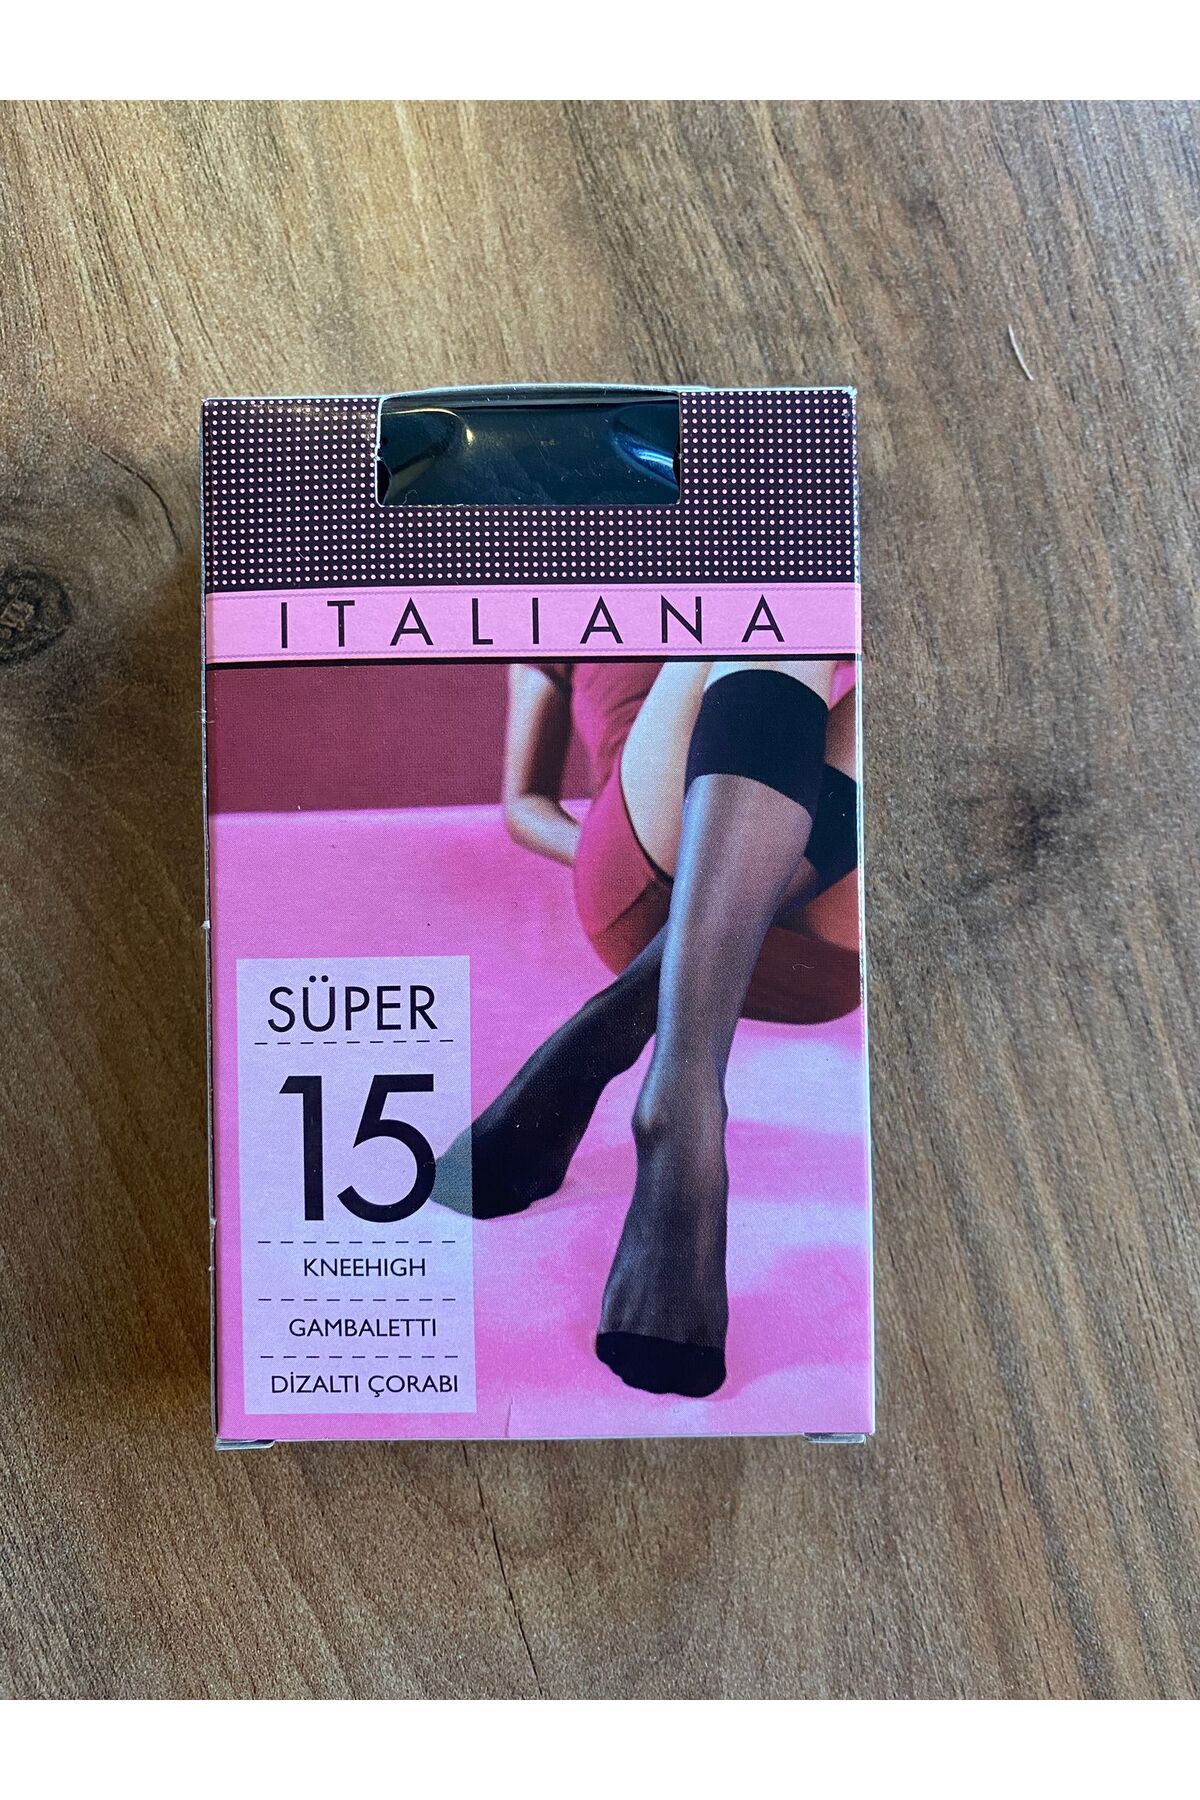 ITALIANA
SÜPER
15
KNEEHIGH
GAMBALETTI
DİZALTI ÇORABI